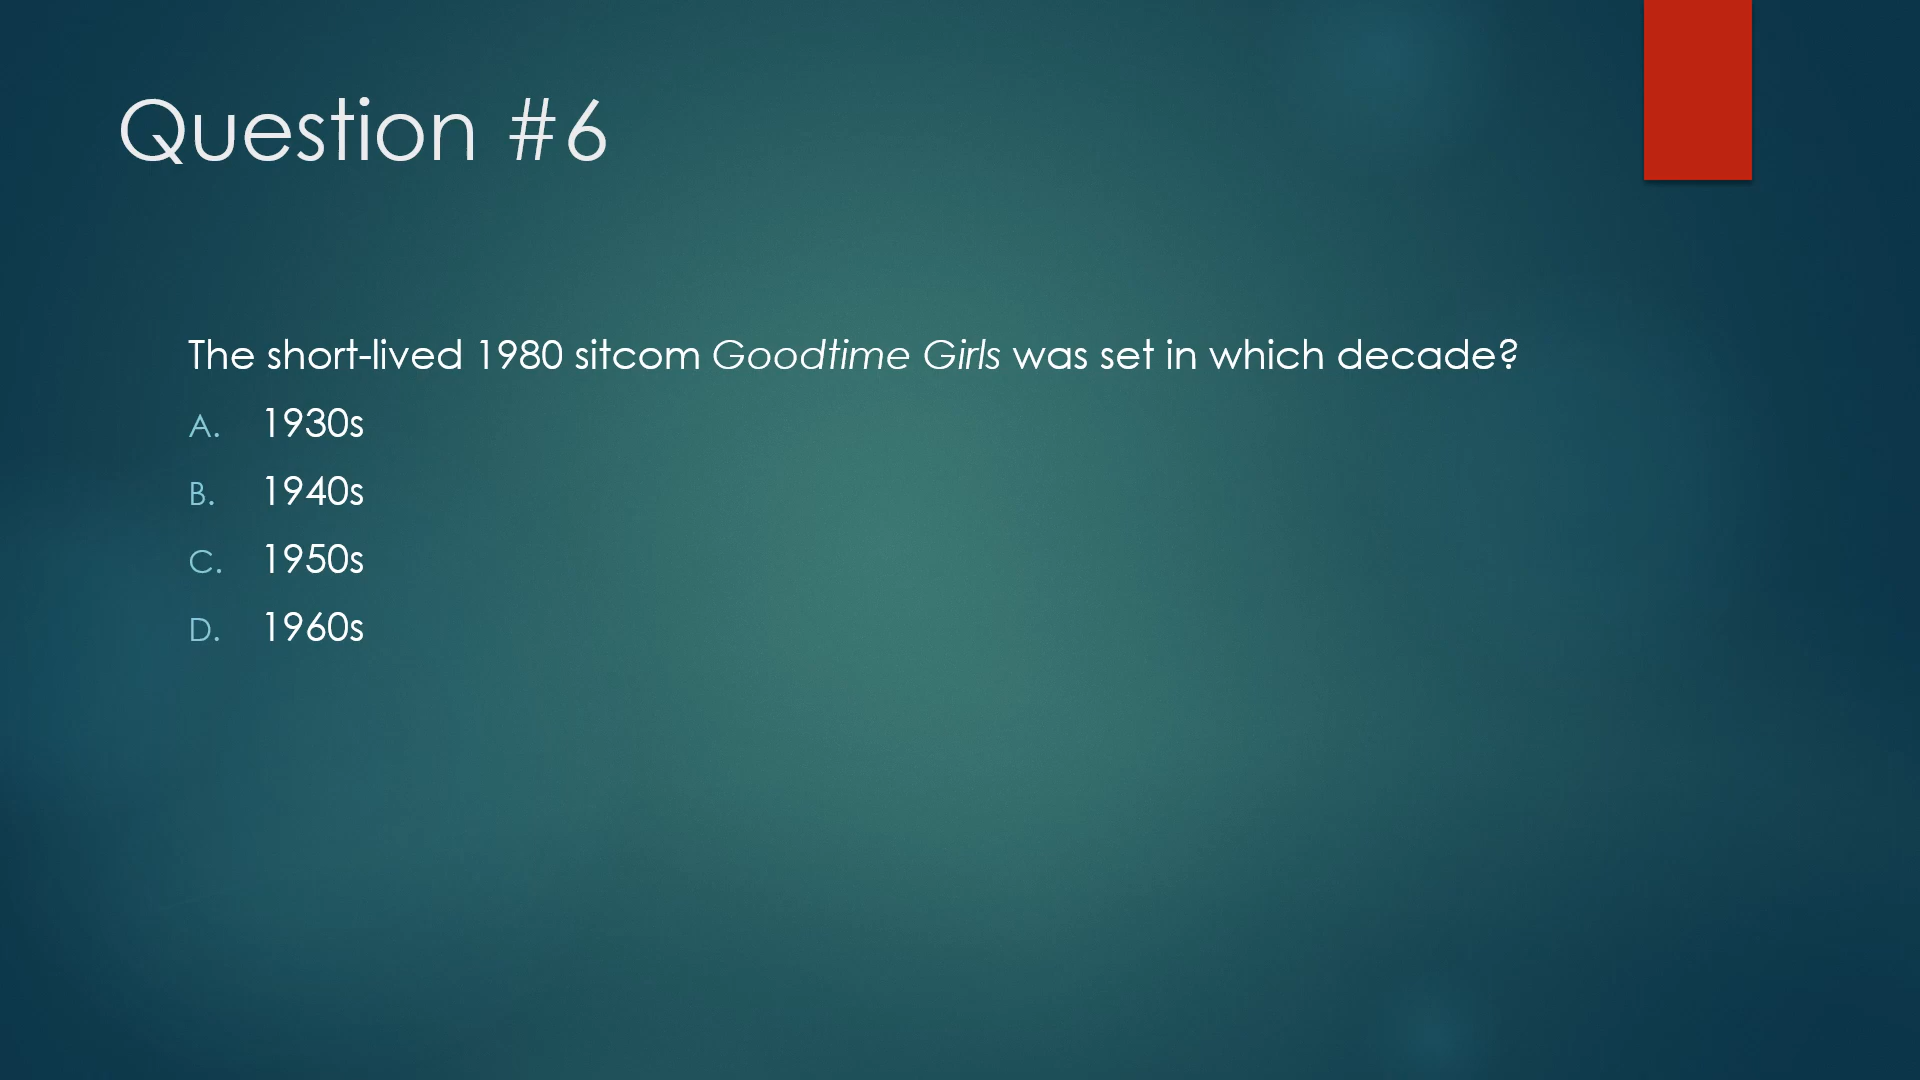 Question #6
The short-lived 1980 sitcom Goodtime Girls was set in which decade?
A. 1930s
B. 1940s
C. 1950s
D. 1960s